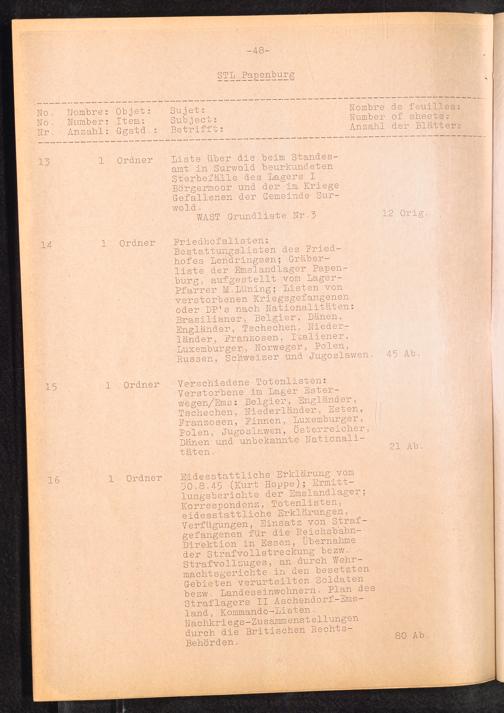 -48-
STL Papenburg
No. Nombre: Objet: Sujet: Nombre de feuilles:
No. Number: Item: Subject: Number of sheets:
Nr. Anzahl: Ggstd.: Betrifft: Anzahl der Blätter:
13 1 Ordner Liste über die beim Standes-
amt in Surwold beurkundeten
Sterbefälle des Lagers I
Börgermoor und der im Kriege
Gefallenen der Gemeinde Sur-
wold.
WAST Grundliste Nr.3 12 Orig.
14 1 Ordner Friedhofslisten:
Bestattungslisten des Fried-
hofes Lendringsen; Gräber-
liste der Emslandlager Papen-
burg, aufgestellt vom Lager-
Pfarrer M.Lüning; Listen von
verstorbenen Kriegsgefangenen
oder DP's nach Nationalitäten:
Brasilianer, Belgier, Dänen,
Engländer, Tschechen, Nieder-
länder, Franzosen, Italiener,
Luxemburger, Norweger, Polen,
Russen, Schweizer und Jugoslawen. 45 Ab.
15 1 Ordner Verschiedene Totenlisten:
Verstorbene im Lager Ester-
wegen/Ems: Belgier, Engländer,
Tschechen, Niederländer, Esten,
Franzosen, Finnen, Luxemburger,
Polen, Jugoslawen, Österreicher,
Dänen und unbekannte Nationali-
täten. 21 Ab.
16 1 Ordner Eidesstattliche Erklärung vom
30.8.45 (Kurt Hoppe); Ermitt-
lungsberichte der Emslandlager;
Korrespondenz, Totenlisten,
eidesstattliche Erklärungen,
Verfügungen, Einsatz von Straf-
gefangenen für die Reichsbahn-
Direktion in Essen, Übernahme
der Strafvollstreckung bezw.
Strafvollzuges, an durch Wehr-
machtsgerichte in den besetzten
Gebieten verurteilten Soldaten
bezw. Landeseinwohnern. Plan des
Straflagers II Aschendorf-Ems-
land, Kommando-Listen.
Nachkriegs-Zusammenstellungen
durch die Britischen Rechts-
Behörden. 80 Ab.